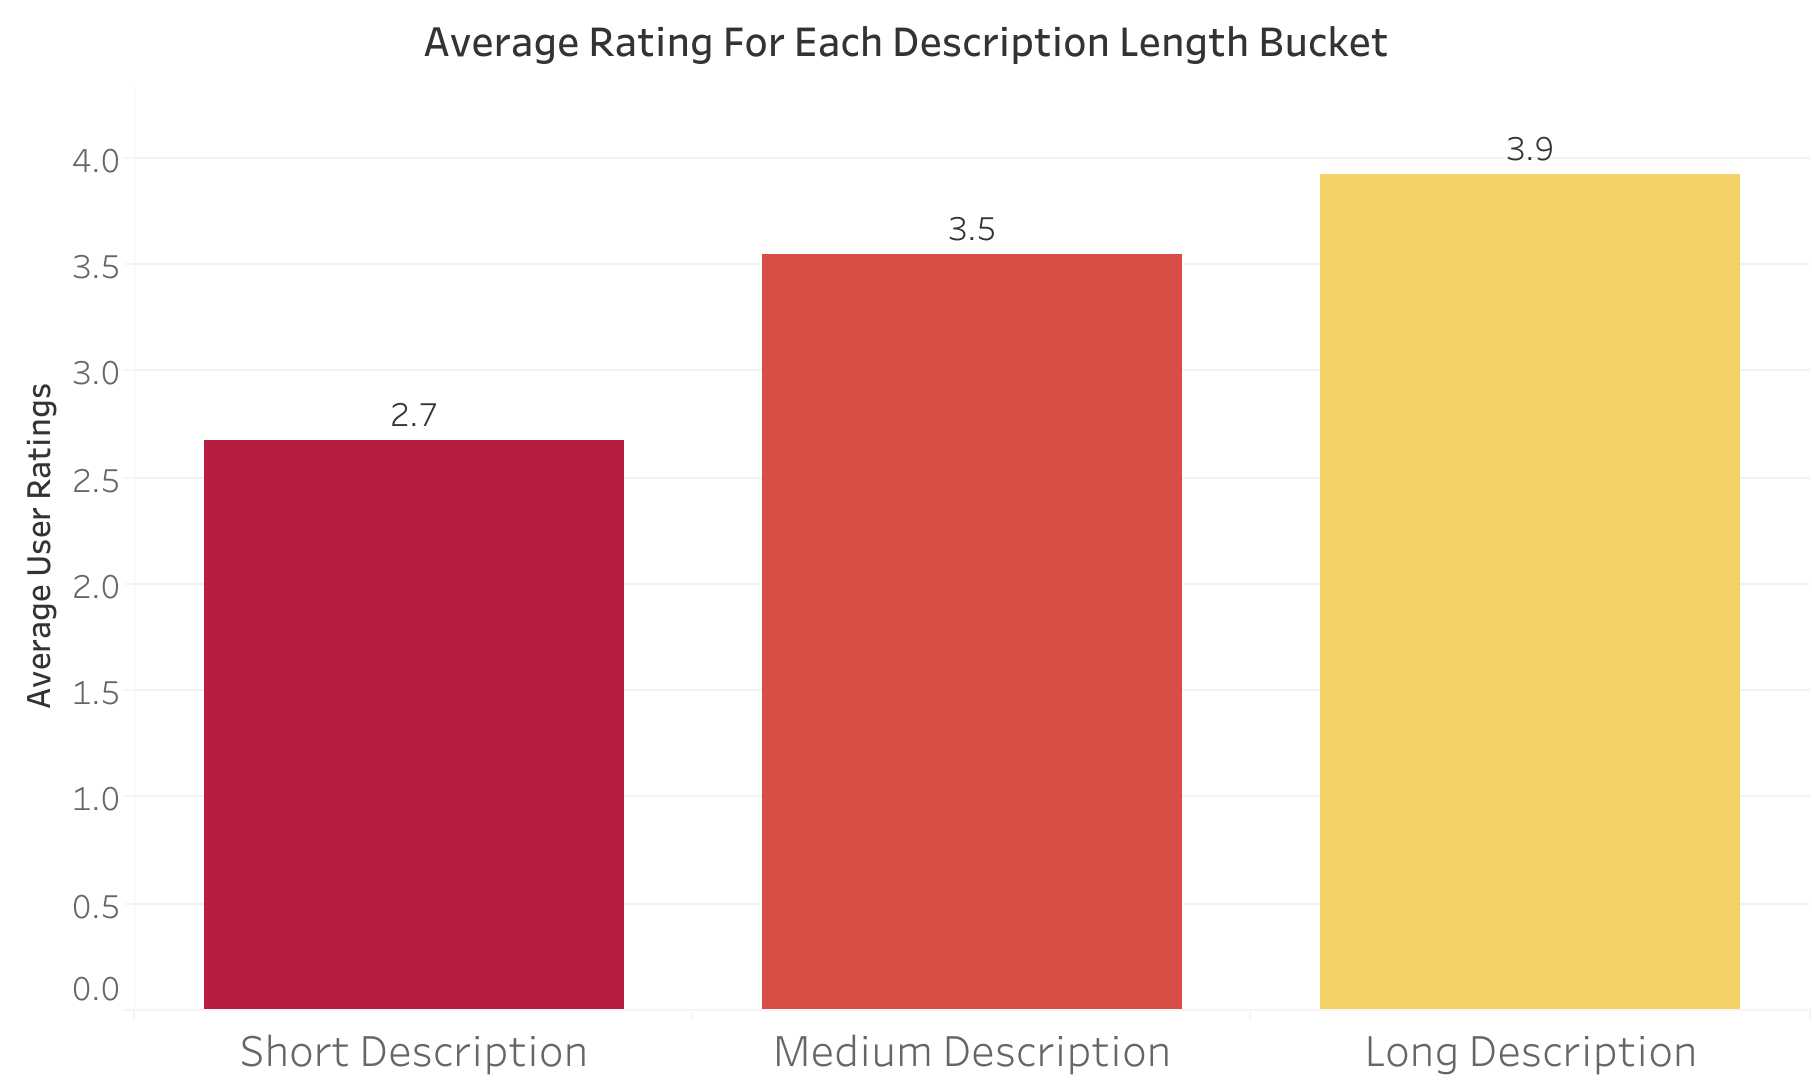 Average Rating For Each Description Length Bucket
Average User Ratings
4.0
3.5
3.0
2.5
2.0
1.5
1.0
0.5
0.0
2.7
3.5
3.9
Short Description
Medium Description
Long Description